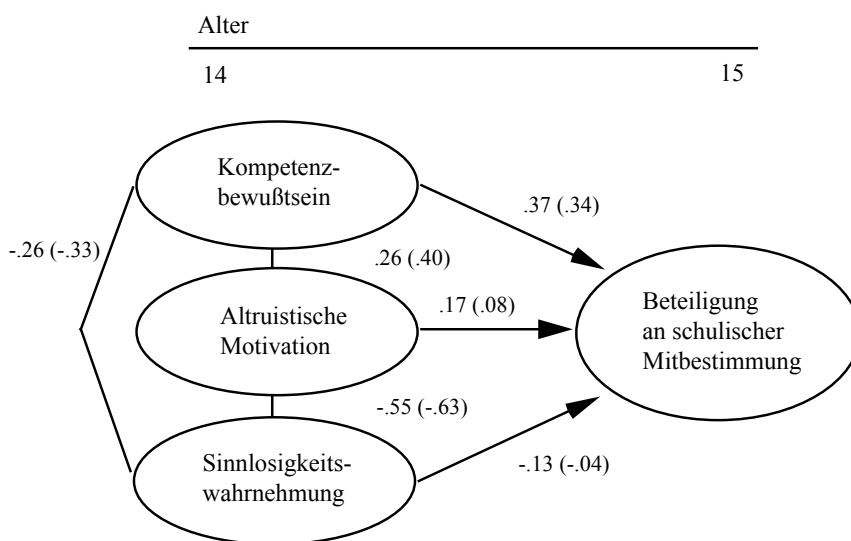 Alter
14
15
Kompetenz-
bewußtsein
.37 (.34)
-.26 (-.33)
.26 (.40)
Altruistische
Motivation
.17 (.08)
Beteiligung
an schulischer
Mitbestimmung
-.55 (-.63)
Sinnlosigkeits-
wahrnehmung
-.13 (-.04)